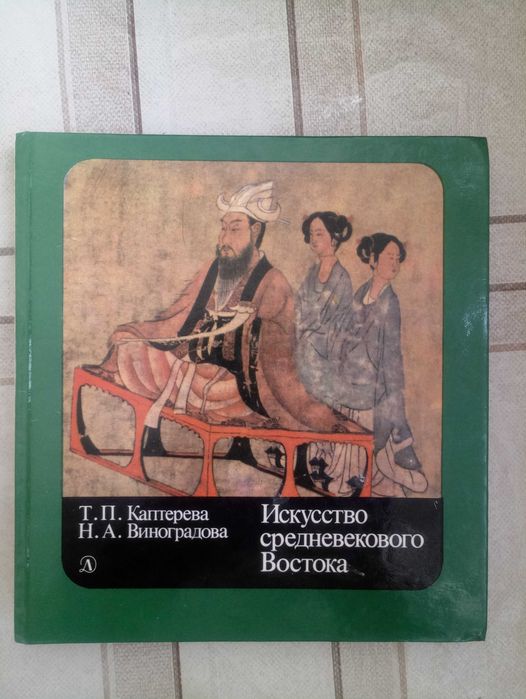 Т. П. Каптерева
Н. А. Виноградова
Искусство
средневекового
Востока